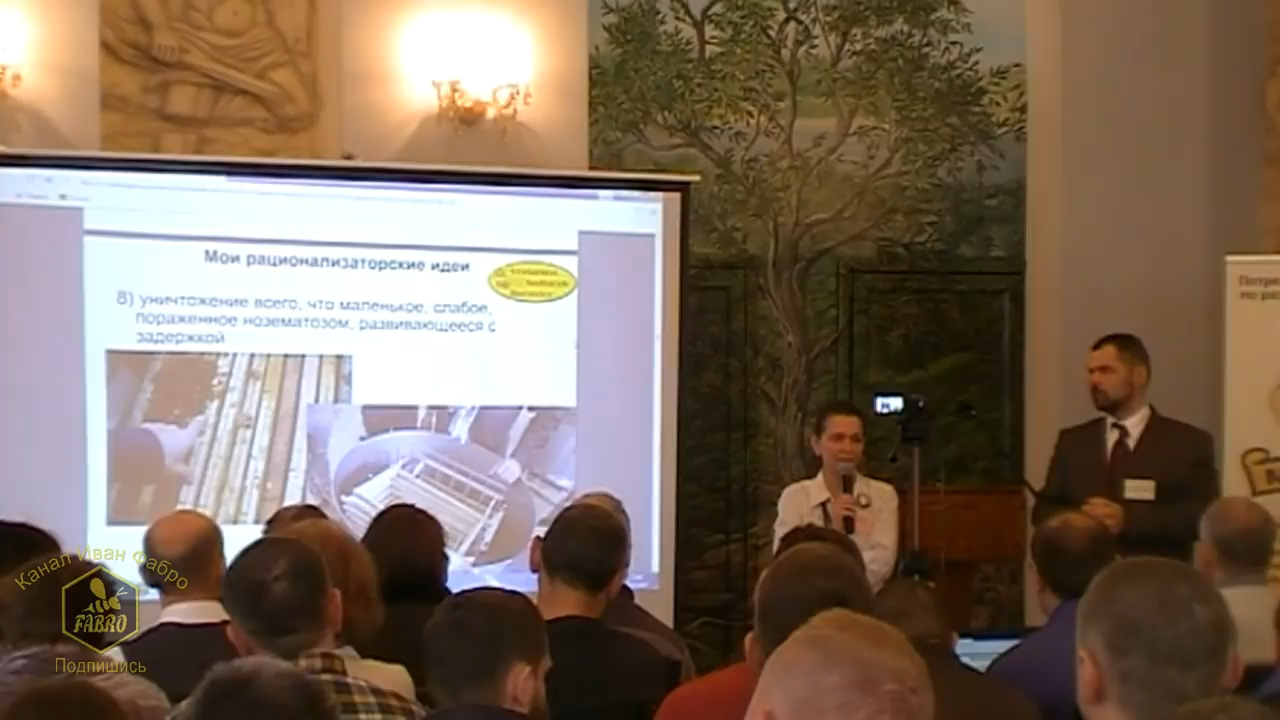 Мои рационализаторские идеи
8) уничтожение всего, что маленькое, слабое,
пораженное нозематозом, развивающееся с
задержкой
Канал Иван Фабро
FABRO
Подпишись